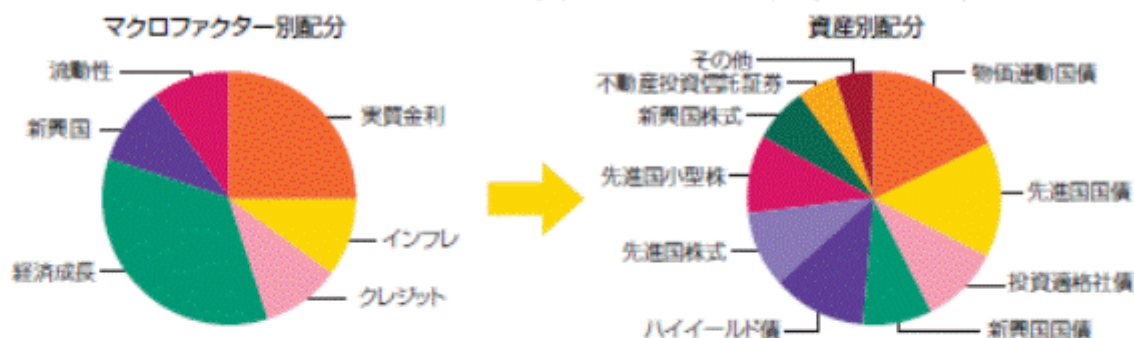 マクロファクター別配分
流動性
新興国
経済成長
実質金利
インフレ
クレジット
資産別配分
その他
不動産投資信託証券
新興国株式
先進国小型株
先進国株式
ハイイールド債
物価連動国債
先進国国債
投資適格社債
新興国国債